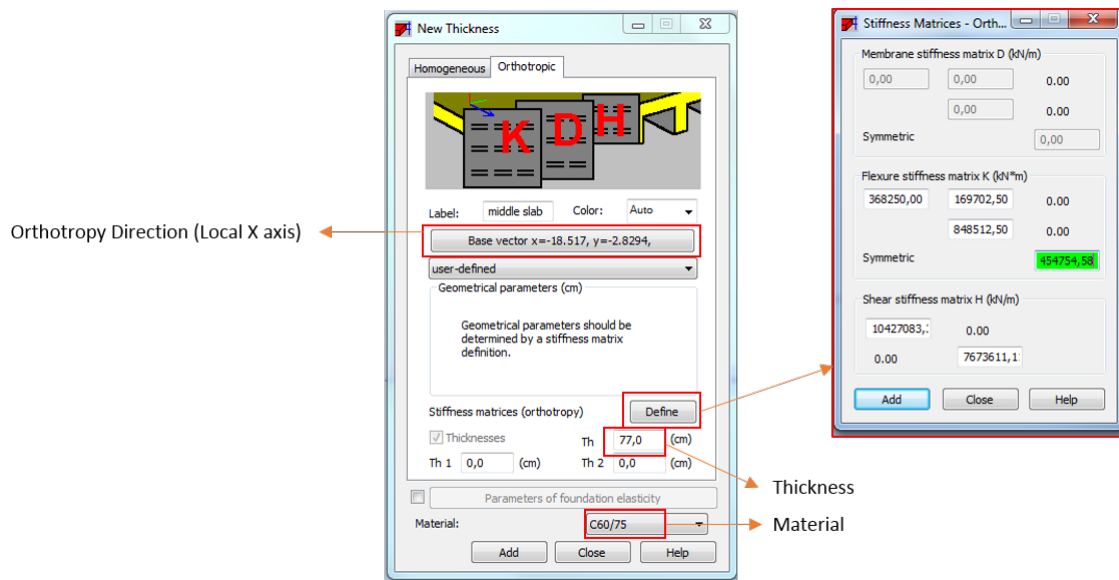 New Thickness
Homogeneous Orthotropic
K D H
Label: middle slab Color: Auto
Base vector x=-18.517, y=-2.8294,
user-defined
Geometrical parameters (cm)
Geometrical parameters should be
determined by a stiffness matrix
definition.
Stiffness matrices (orthotropy) Define
Thicknesses Th 77,0 (cm)
Th 1 0,0 (cm) Th 2 0,0 (cm)
Parameters of foundation elasticity
Material: C60/75
Add Close Help
Orthotropy Direction (Local X axis)
Thickness
Material
Stiffness Matrices - Orth...
Membrane stiffness matrix D (kN/m)
0,00 0,00 0.00
0,00 0.00
Symmetric 0,00
Flexure stiffness matrix K (kN*m)
368250,00 169702,50 0.00
848512,50 0.00
Symmetric 454754,58
Shear stiffness matrix H (kN/m)
10427083,: 0.00
0.00 7673611,1
Add Close Help